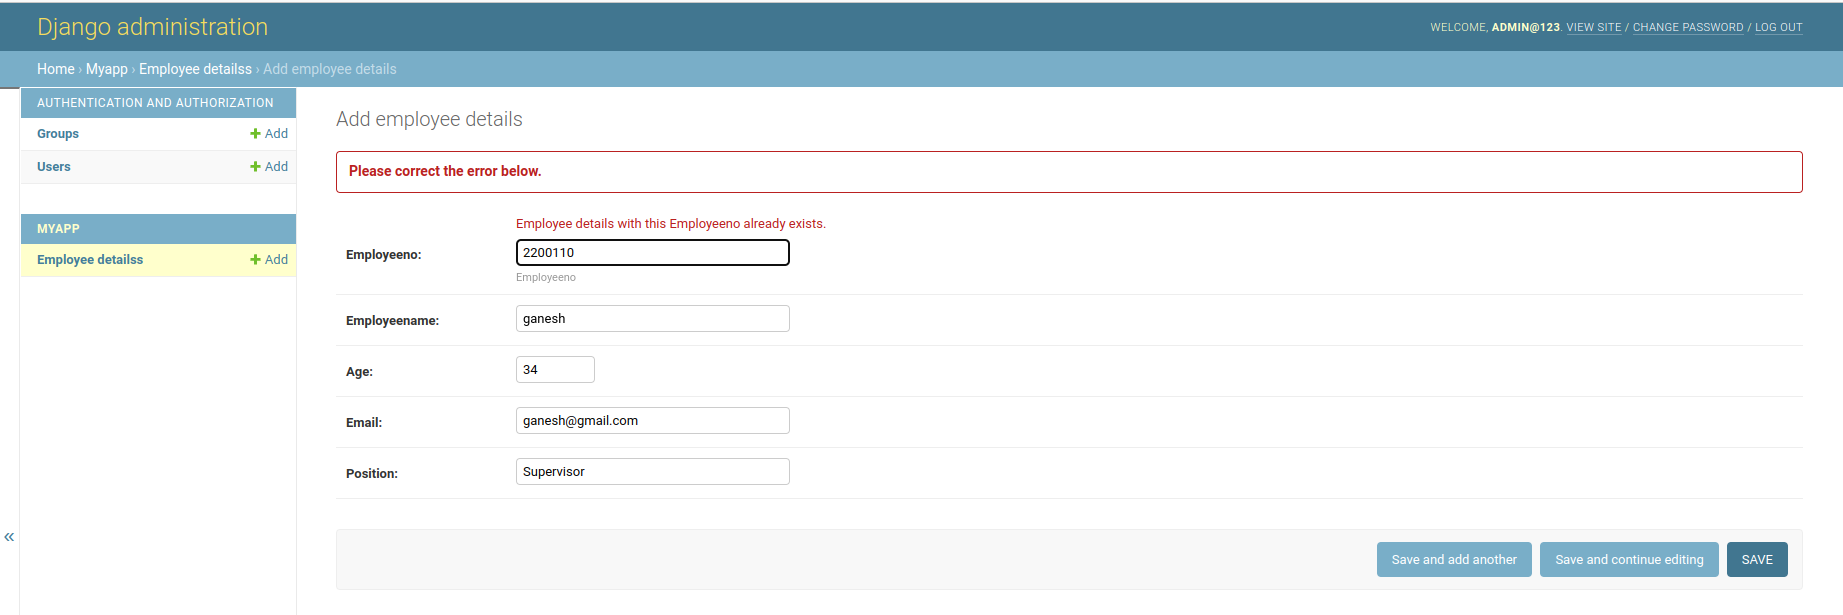 Django administration
WELCOME, ADMIN@123. VIEW SITE / CHANGE PASSWORD / LOG OUT
Home › Myapp › Employee detailss › Add employee details
AUTHENTICATION AND AUTHORIZATION
Groups + Add
Users + Add
MYAPP
Employee detailss + Add
«
Add employee details
Please correct the error below.
Employee details with this Employeeno already exists.
Employeeno: 2200110
Employeeno
Employeename: ganesh
Age: 34
Email: ganesh@gmail.com
Position: Supervisor
Save and add another Save and continue editing SAVE